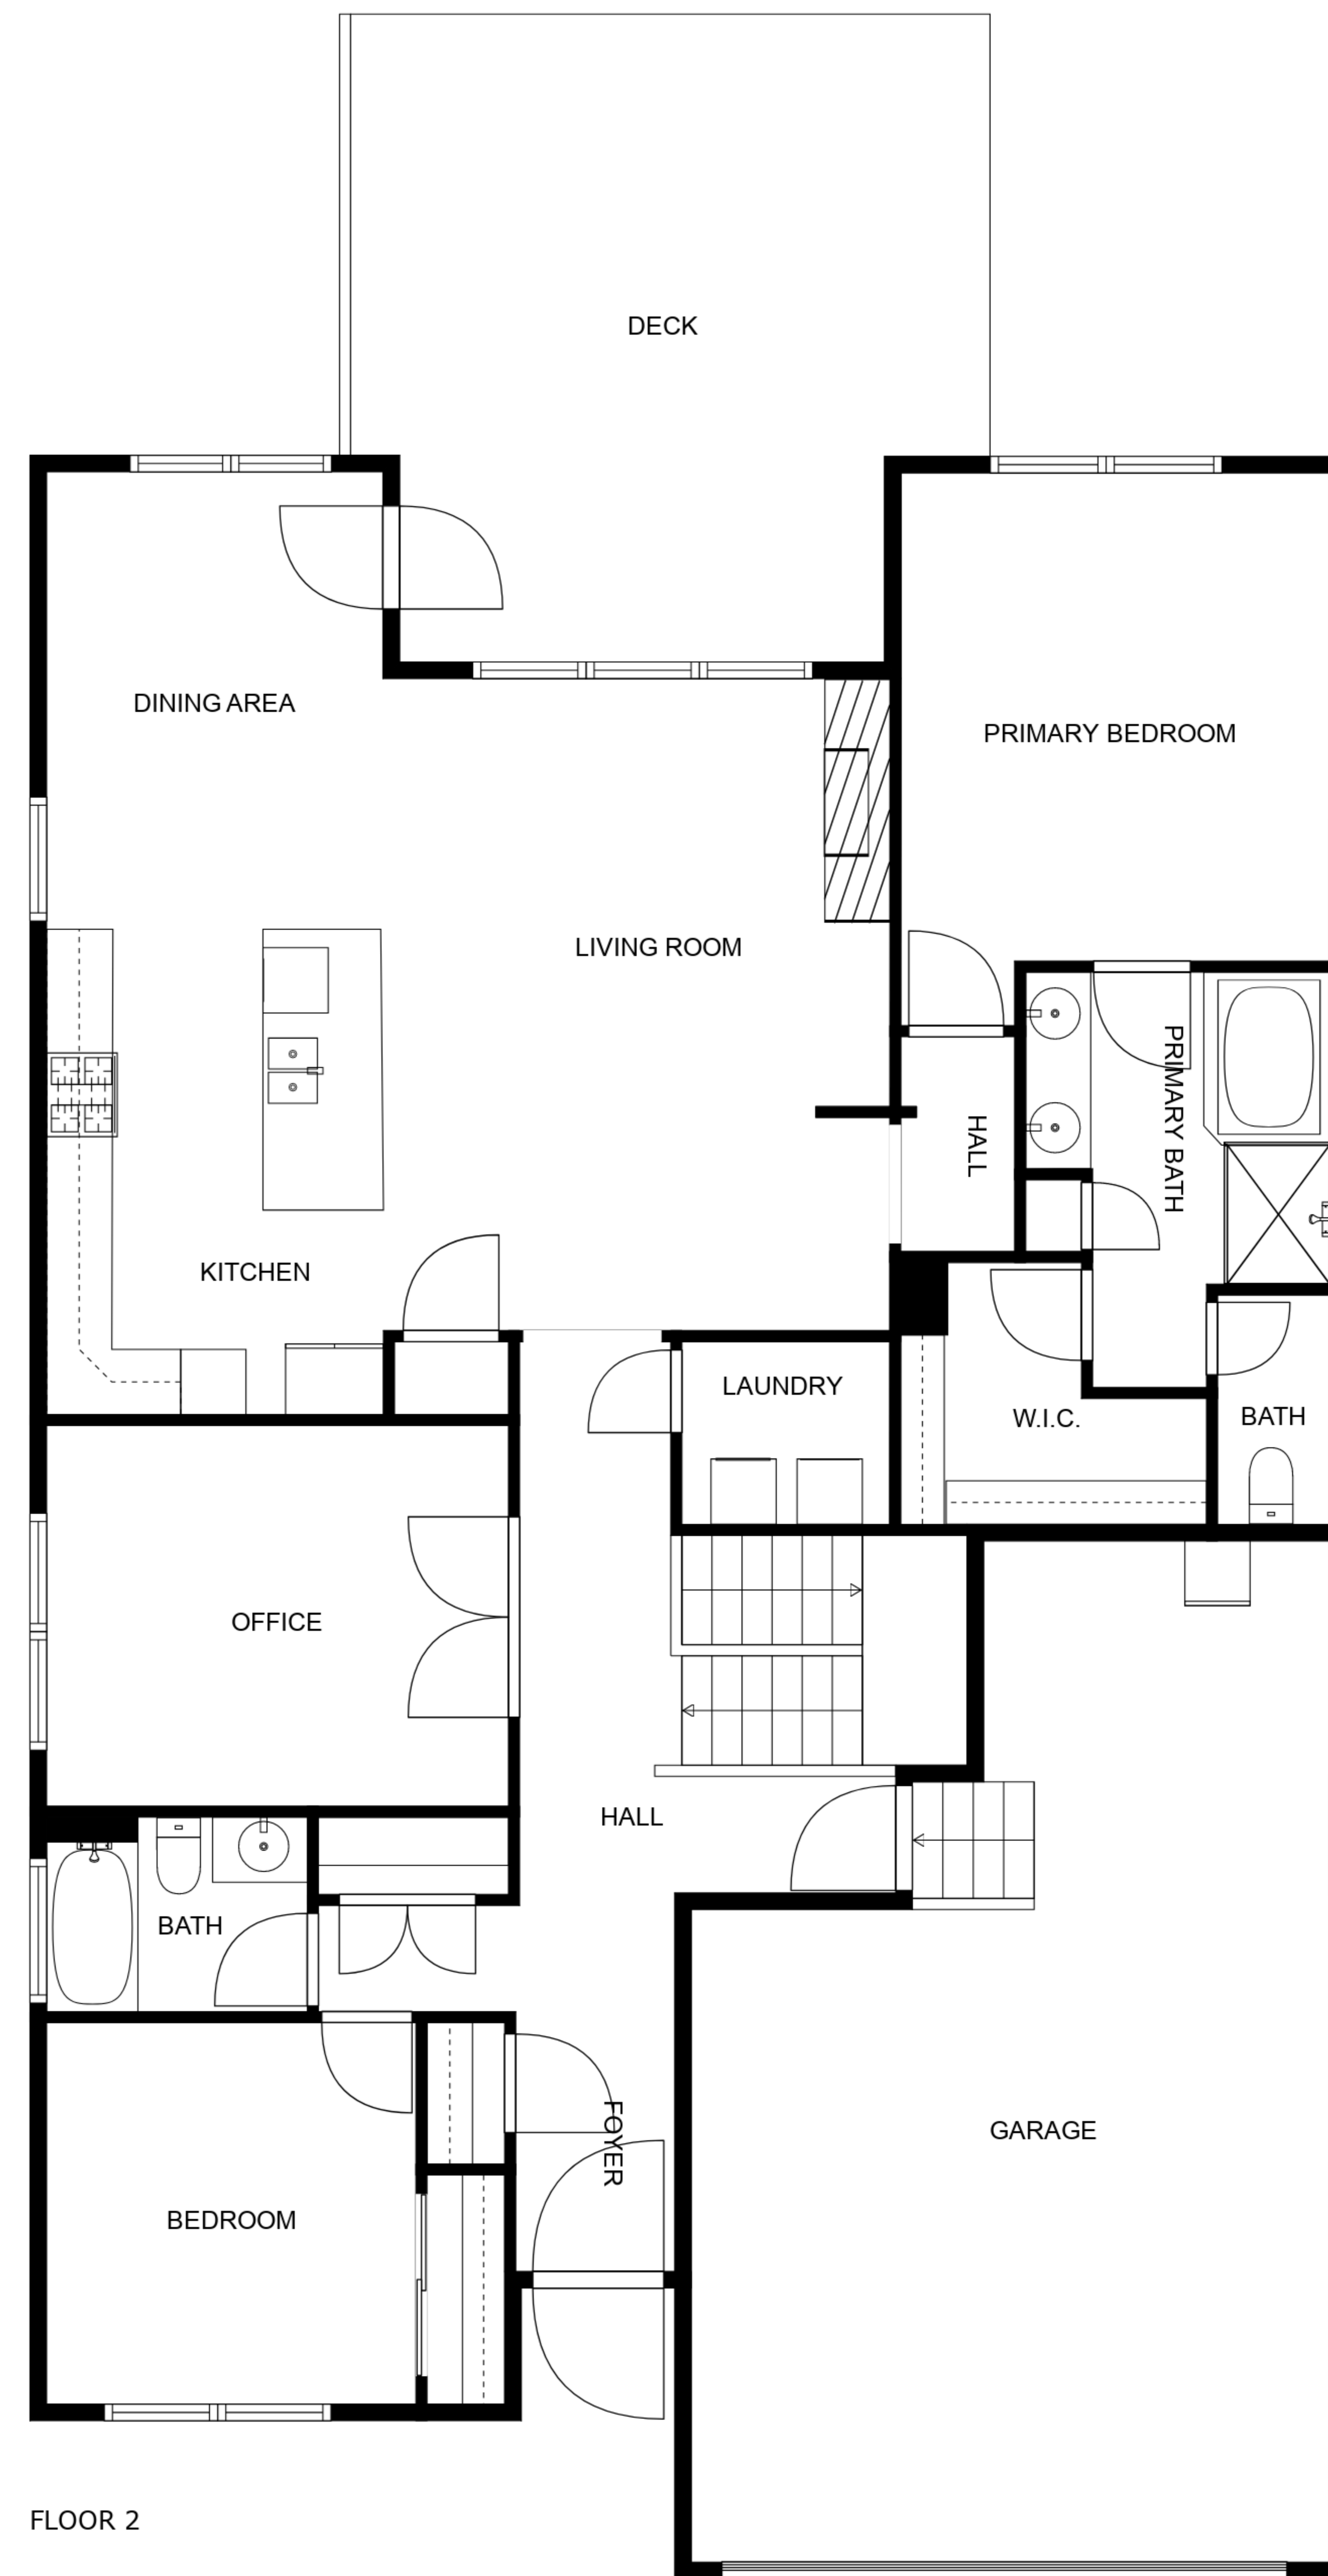 DECK
DINING AREA
PRIMARY BEDROOM
LIVING ROOM
PRIMARY BATH
HALL
KITCHEN
LAUNDRY
W.I.C.
BATH
OFFICE
HALL
BATH
FOYER
GARAGE
BEDROOM
FLOOR 2